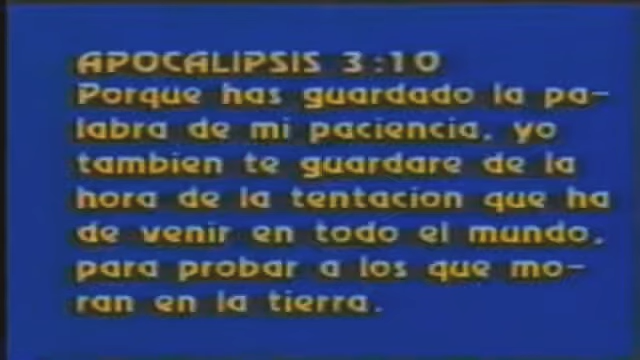 APOCALIPSIS 3:10
Porque has guardado la pa-
labra de mi paciencia, yo
tambien te guardare de la
hora de la tentacion que ha
de venir en todo el mundo,
para probar a los que mo-
ran en la tierra.